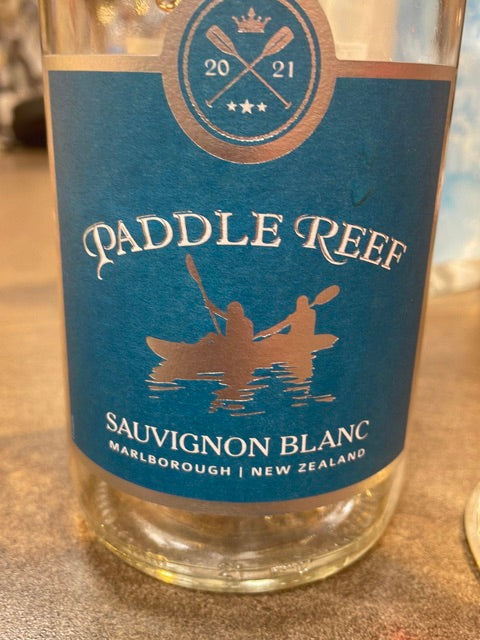 20 21
PADDLE REEF
SAUVIGNON BLANC
MARLBOROUGH | NEW ZEALAND